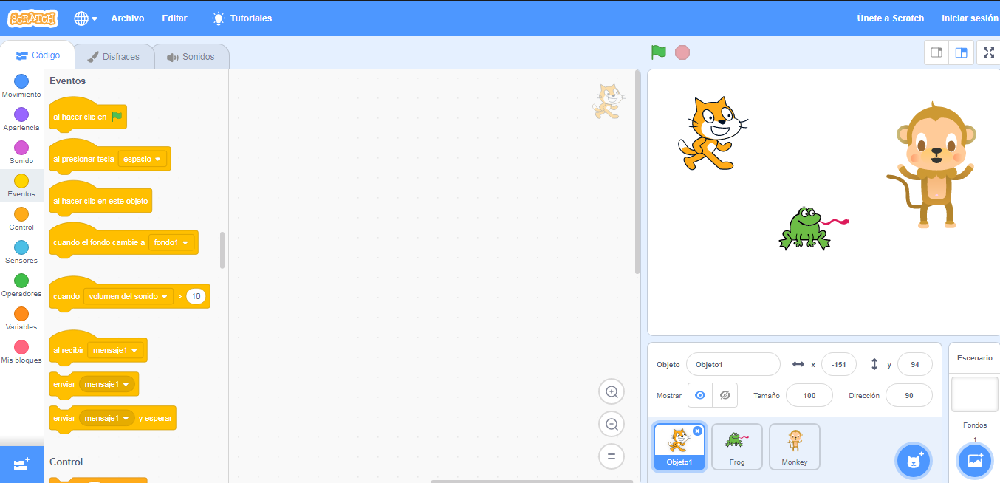 SCRATCH Archivo Editar Tutoriales Únete a Scratch Iniciar sesión
Código Disfraces Sonidos
Movimiento
Apariencia
Sonido
Eventos
Control
Sensores
Operadores
Variables
Mis bloques
Eventos
al hacer clic en
al presionar tecla espacio
al hacer clic en este objeto
cuando el fondo cambie a fondo1
cuando volumen del sonido > 10
al recibir mensaje1
enviar mensaje1
enviar mensaje1 y esperar
Control
Objeto Objeto1 x -151 y 94
Mostrar Tamaño 100 Dirección 90
Objeto1 Frog Monkey
Escenario
Fondos
1